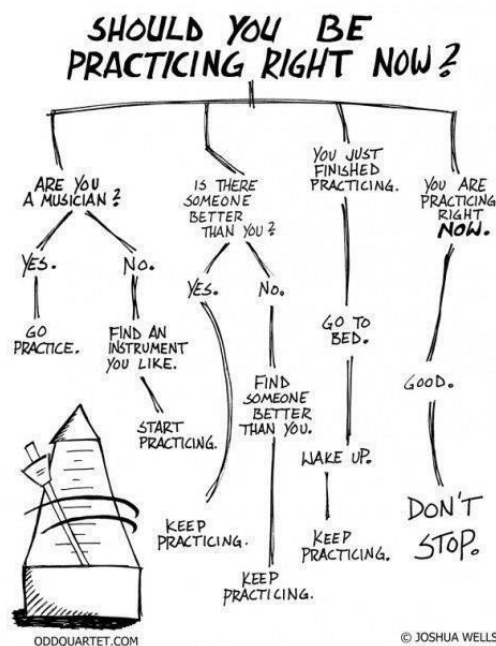 SHOULD YOU BE
PRACTICING RIGHT NOW?
ARE YOU
A MUSICIAN?
YES.
GO
PRACTICE.
NO.
FIND AN
INSTRUMENT
YOU LIKE.
START
PRACTICING.
IS THERE
SOMEONE
BETTER
THAN YOU?
YES.
KEEP
PRACTICING.
NO.
FIND
SOMEONE
BETTER
THAN YOU.
KEEP
PRACTICING.
YOU JUST
FINISHED
PRACTICING.
GO TO
BED.
WAKE UP.
KEEP
PRACTICING.
YOU ARE
PRACTICING
RIGHT
NOW.
GOOD.
DON'T
STOP.
ODDQUARTET.COM
© JOSHUA WELLS